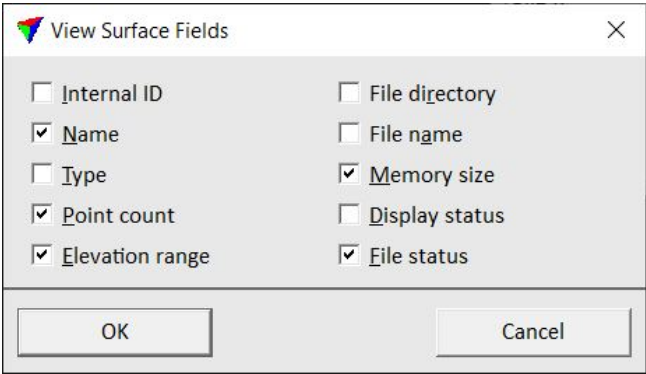 View Surface Fields
Internal ID
Name
Type
Point count
Elevation range
File directory
File name
Memory size
Display status
File status
OK
Cancel